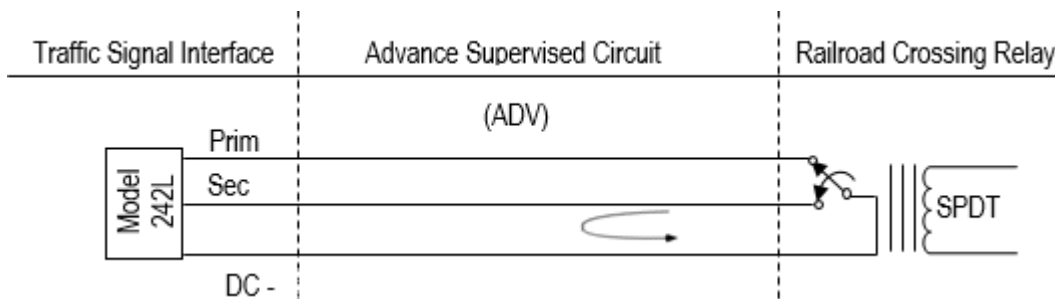 Traffic Signal Interface
Advance Supervised Circuit
Railroad Crossing Relay
(ADV)
Prim
Sec
Model
242L
SPDT
DC -